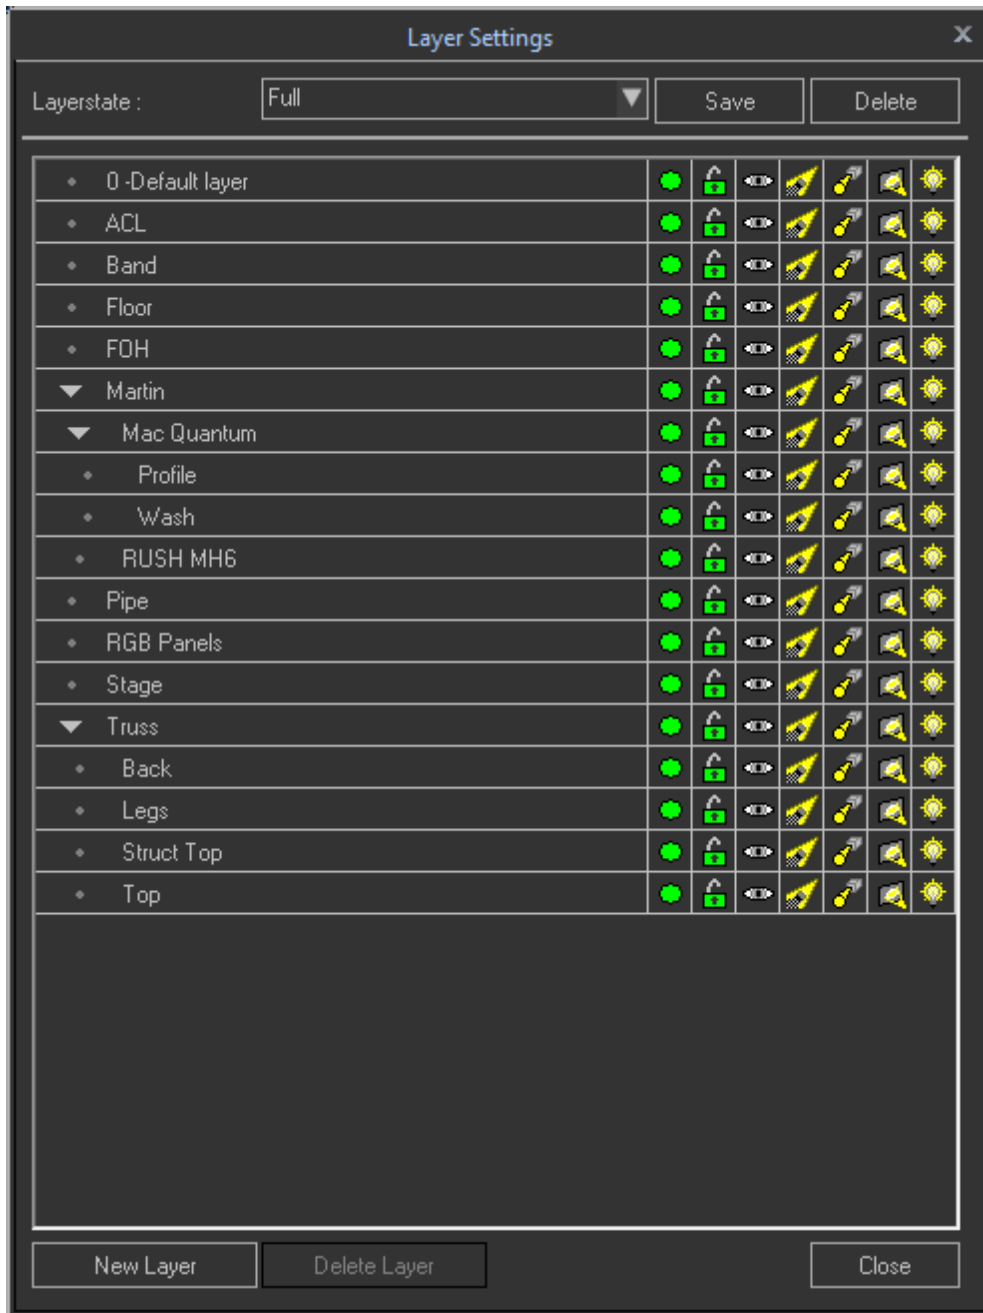 Layer Settings
x
Layerstate : Full Save Delete
0 -Default layer
ACL
Band
Floor
FOH
Martin
Mac Quantum
Profile
Wash
RUSH MH6
Pipe
RGB Panels
Stage
Truss
Back
Legs
Struct Top
Top
New Layer Delete Layer Close